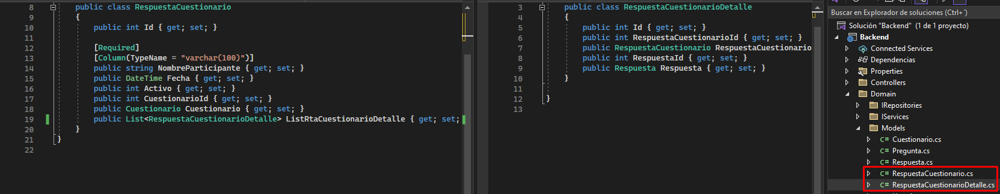 8 public class RespuestaCuestionario
9 {
10 public int Id { get; set; }
11
12 [Required]
13 [Column(TypeName = "varchar(100)")]
14 public string NombreParticipante { get; set; }
15 public DateTime Fecha { get; set; }
16 public int Activo { get; set; }
17 public int CuestionarioId { get; set; }
18 public Cuestionario Cuestionario { get; set; }
19 public List<RespuestaCuestionarioDetalle> ListRtaCuestionarioDetalle { get; set;
20 }
21 }
22
3 public class RespuestaCuestionarioDetalle
4 {
5 public int Id { get; set; }
6 public int RespuestaCuestionarioId { get; set; }
7 public RespuestaCuestionario RespuestaCuestionario
8 public int RespuestaId { get; set; }
9 public Respuesta Respuesta { get; set; }
10 }
11
12 }
13
Buscar en Explorador de soluciones (Ctrl+´)
Solución "Backend" (1 de 1 proyecto)
Backend
Connected Services
Dependencias
Properties
Controllers
Domain
IRepositories
IServices
Models
C# Cuestionario.cs
C# Pregunta.cs
C# Respuesta.cs
C# RespuestaCuestionario.cs
C# RespuestaCuestionarioDetalle.cs